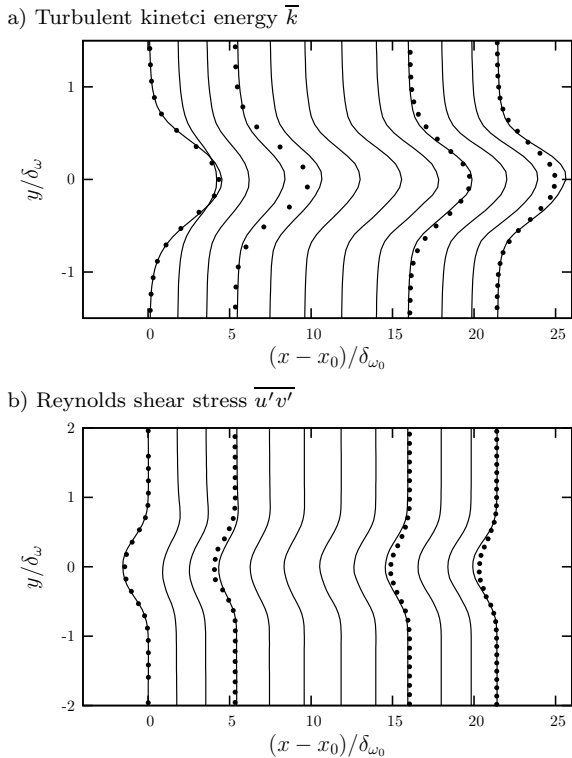 a) Turbulent kinetci energy k̅
1
0
-1
y/δω
0 5 10 15 20 25
(x − x₀)/δω₀
b) Reynolds shear stress u′v′
2
1
0
-1
-2
y/δω
0 5 10 15 20 25
(x − x₀)/δω₀